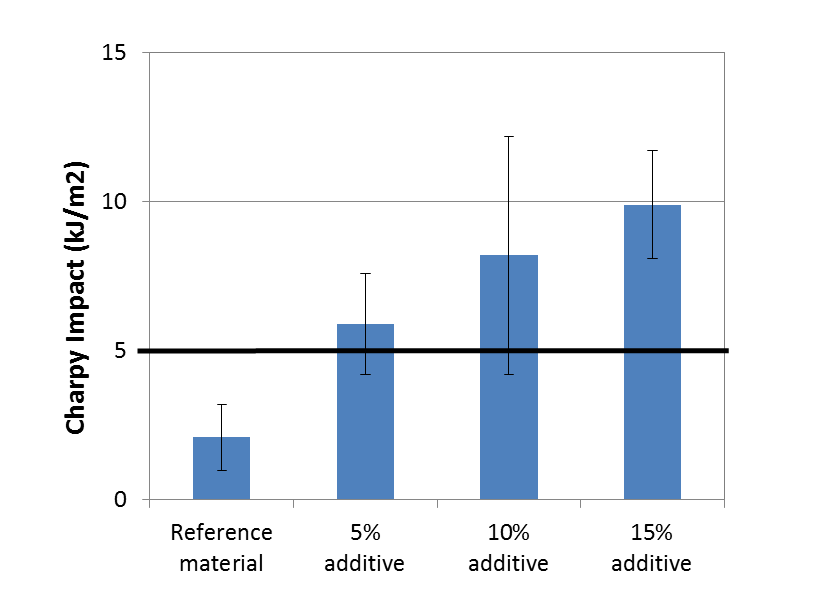 15
10
5
0
Charpy Impact (kJ/m2)
Reference
material
5%
additive
10%
additive
15%
additive